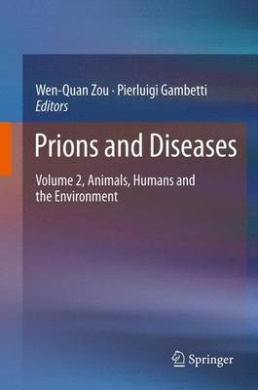 Wen-Quan Zou · Pierluigi Gambetti
Editors
Prions and Diseases
Volume 2, Animals, Humans and
the Environment
Springer